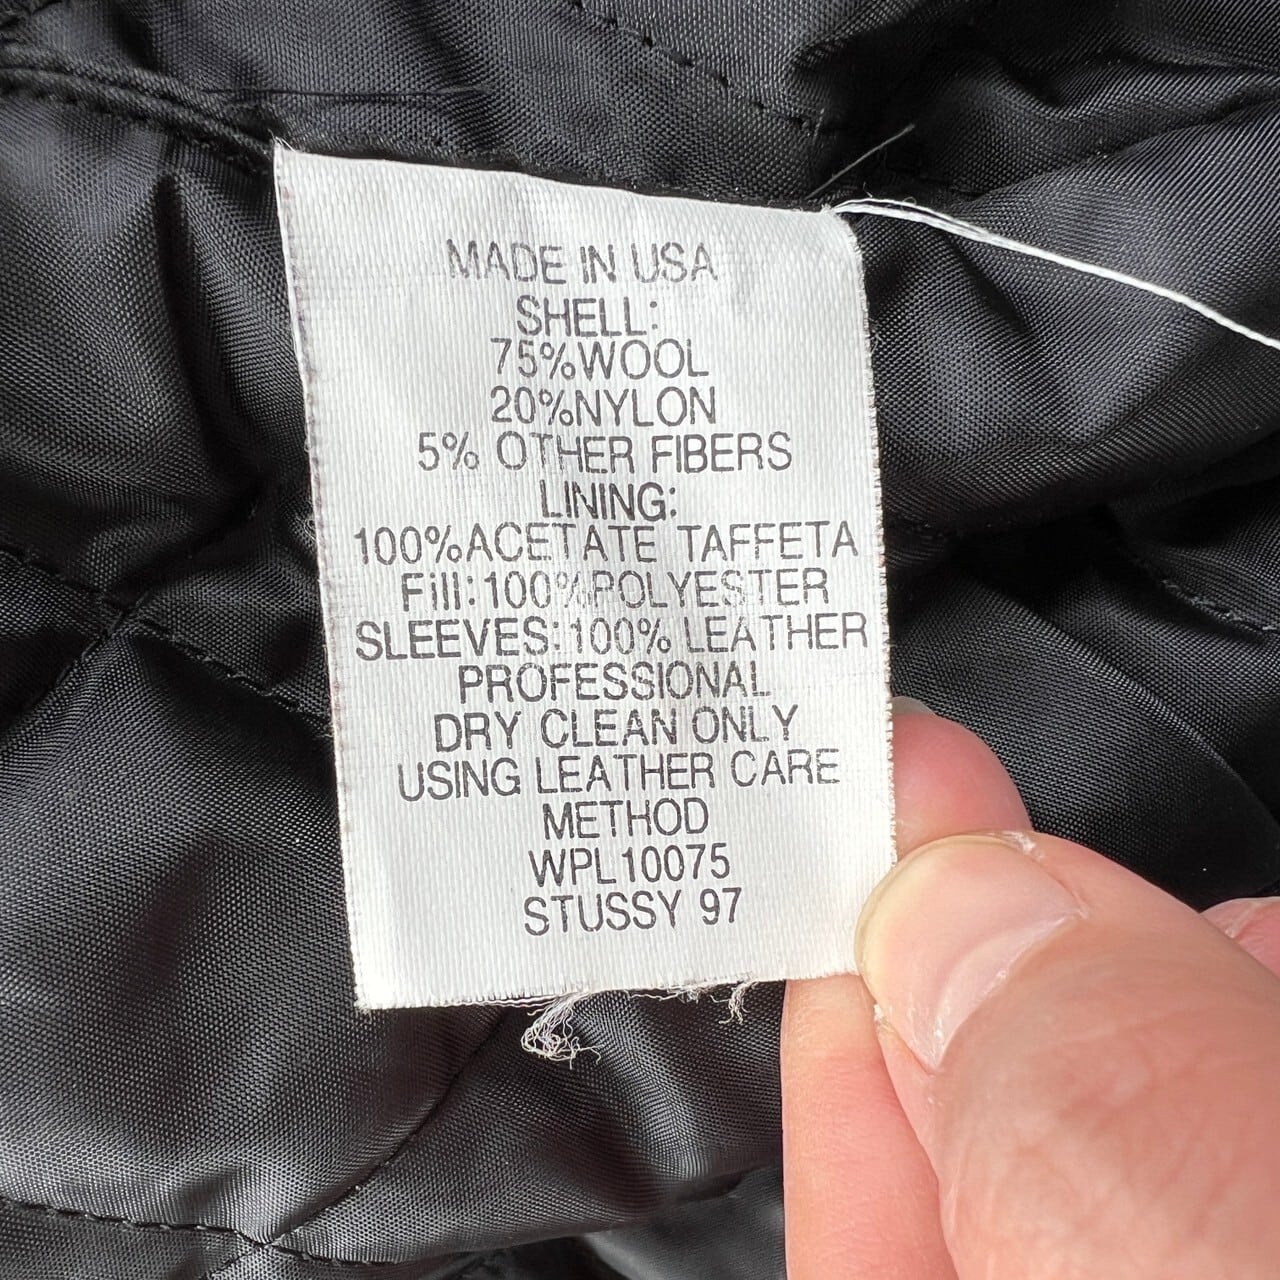 MADE IN USA
SHELL:
75%WOOL
20%NYLON
5% OTHER FIBERS
LINING:
100%ACETATE TAFFETA
Fill:100%POLYESTER
SLEEVES:100% LEATHER
PROFESSIONAL
DRY CLEAN ONLY
USING LEATHER CARE
METHOD
WPL10075
STUSSY 97